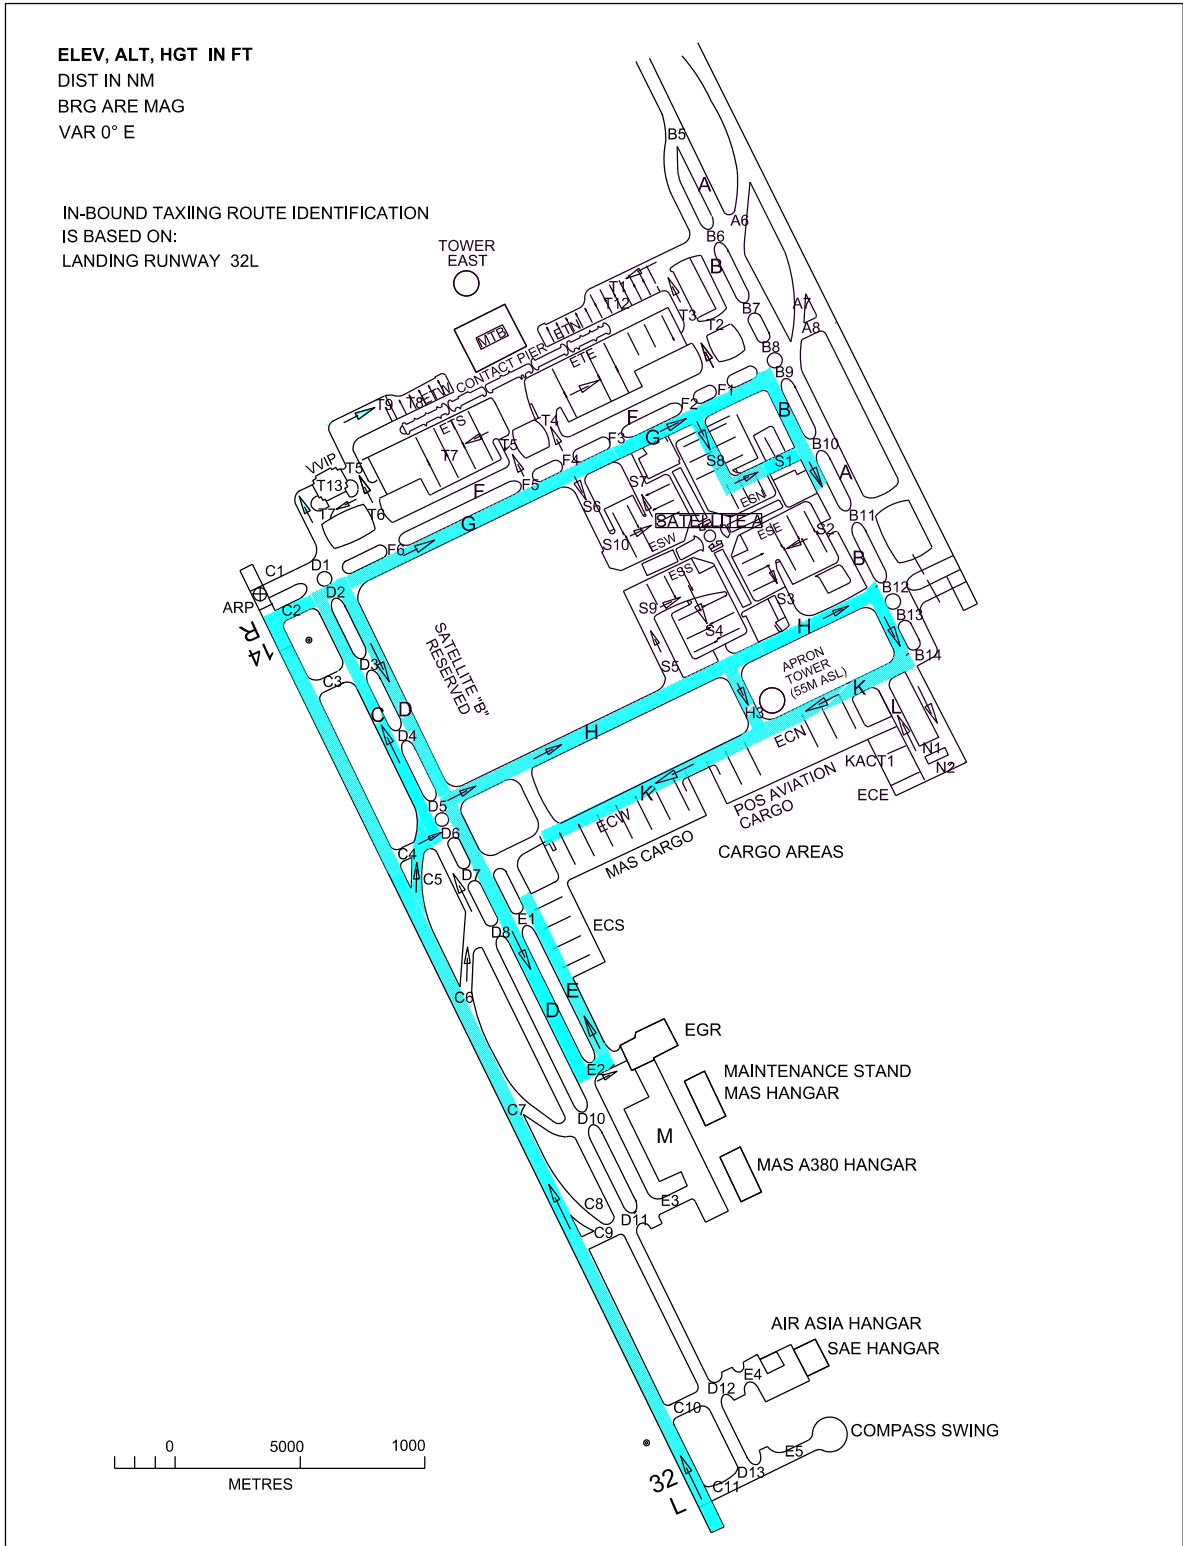 ELEV, ALT, HGT IN FT
DIST IN NM
BRG ARE MAG
VAR 0° E
IN-BOUND TAXIING ROUTE IDENTIFICATION
IS BASED ON:
LANDING RUNWAY 32L
TOWER
EAST
B5
A
A6
B6
B
B7
A7
A8
B8
B9
T1
T12
T3
T2
MTB
ETN
CONTACT PIER
ETE
ETW
T8
T9
ETS
T7
T4
T5
F
F1
F2
F3
F4
F5
F
F6
G
G
VVIP
T5
T13
T7
T6
B
B10
A
B11
B
B12
B13
B14
S8
S1
ESN
S7
S6
S10
ESW
SATELLITE A
ESE
S2
ESS
S9
S4
S3
S5
C1
D1
ARP
C2
D2
14
R
D3
C3
SATELLITE "B"
RESERVED
C
D
D4
H
H
H3
APRON
TOWER
(55M ASL)
K
K
ECN
L
N1
N2
KACT1
ECE
POS AVIATION
CARGO
ECW
MAS CARGO
CARGO AREAS
D5
D6
C4
C5
D7
E1
D8
ECS
C6
E
D
EGR
E2
MAINTENANCE STAND
MAS HANGAR
C7
D10
M
MAS A380 HANGAR
C8
E3
D11
C9
AIR ASIA HANGAR
SAE HANGAR
E4
D12
C10
COMPASS SWING
E5
D13
C11
32
L
0 5000 1000
METRES